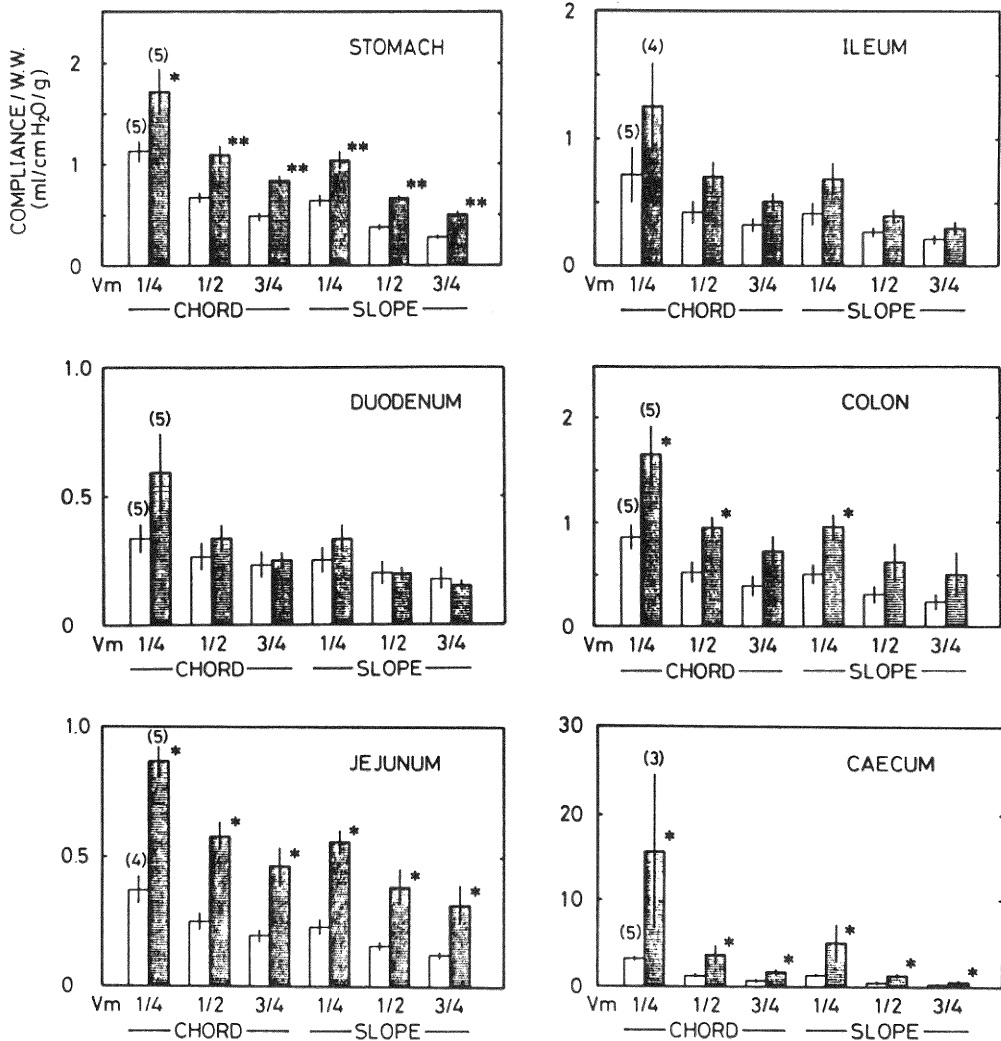 COMPLIANCE / W.W.
(ml/cmH₂O/g)
STOMACH
2
1
0
(5)
(5)
*
**
**
**
**
**
Vm 1/4 1/2 3/4 1/4 1/2 3/4
CHORD SLOPE
ILEUM
2
1
0
(4)
(5)
Vm 1/4 1/2 3/4 1/4 1/2 3/4
CHORD SLOPE
DUODENUM
1.0
0.5
0
(5)
(5)
Vm 1/4 1/2 3/4 1/4 1/2 3/4
CHORD SLOPE
COLON
2
1
0
(5)
(5)
*
*
*
Vm 1/4 1/2 3/4 1/4 1/2 3/4
CHORD SLOPE
JEJUNUM
1.0
0.5
0
(5)
(4)
*
*
*
*
*
*
Vm 1/4 1/2 3/4 1/4 1/2 3/4
CHORD SLOPE
CAECUM
30
20
10
0
(3)
(5)
*
*
*
*
*
*
Vm 1/4 1/2 3/4 1/4 1/2 3/4
CHORD SLOPE